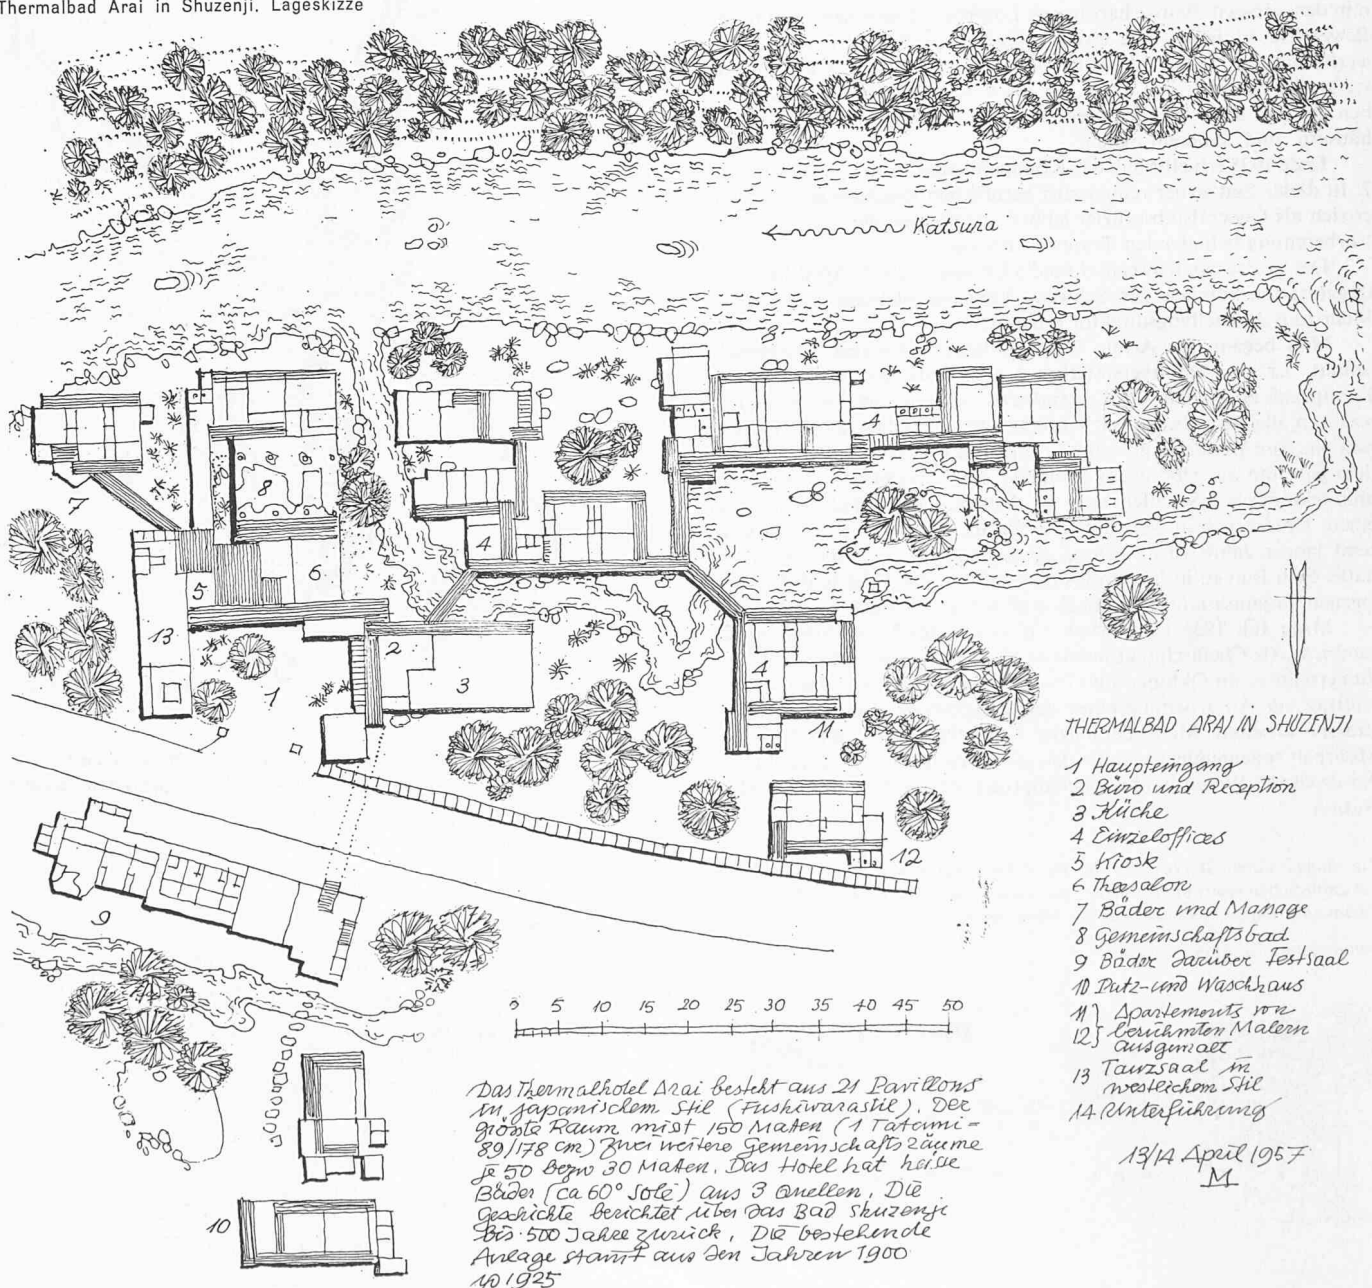 Thermalbad Arai in Shuzenji. Lageskizze
Katsura
8
7
4
5
6
13
4
4
2
3
1
4
11
12
9
10
THERMALBAD ARAI IN SHUZENJI
1 Haupteingang
2 Büro und Reception
3 Küche
4 Einzeloffices
5 Kiosk
6 Theesalon
7 Bäder und Manage
8 Gemeinschaftsbad
9 Bäder darüber Festsaal
10 Putz- und Waschhaus
11 } Apartements von
12 } berühmten Malern
ausgemalt
13 Tanzsaal in
westlichem Stil
14 Unterführung
13/14 April 1957
M
0 5 10 15 20 25 30 35 40 45 50
Das Thermalhotel Arai besteht aus 21 Pavillons
in japanischem Stil (Fushiwarastil). Der
größte Raum mist 150 Matten (1 Tatami =
89/178 cm) Zwei weitere Gemeinschaftsräume
je 50 bezw 30 Matten. Das Hotel hat heisse
Bäder (ca 60° Sole) aus 3 Quellen. Die
Geschichte berichtet über das Bad Shuzenji
bis 500 Jahre zurück. Die bestehende
Anlage stamt aus den Jahren 1900
1925